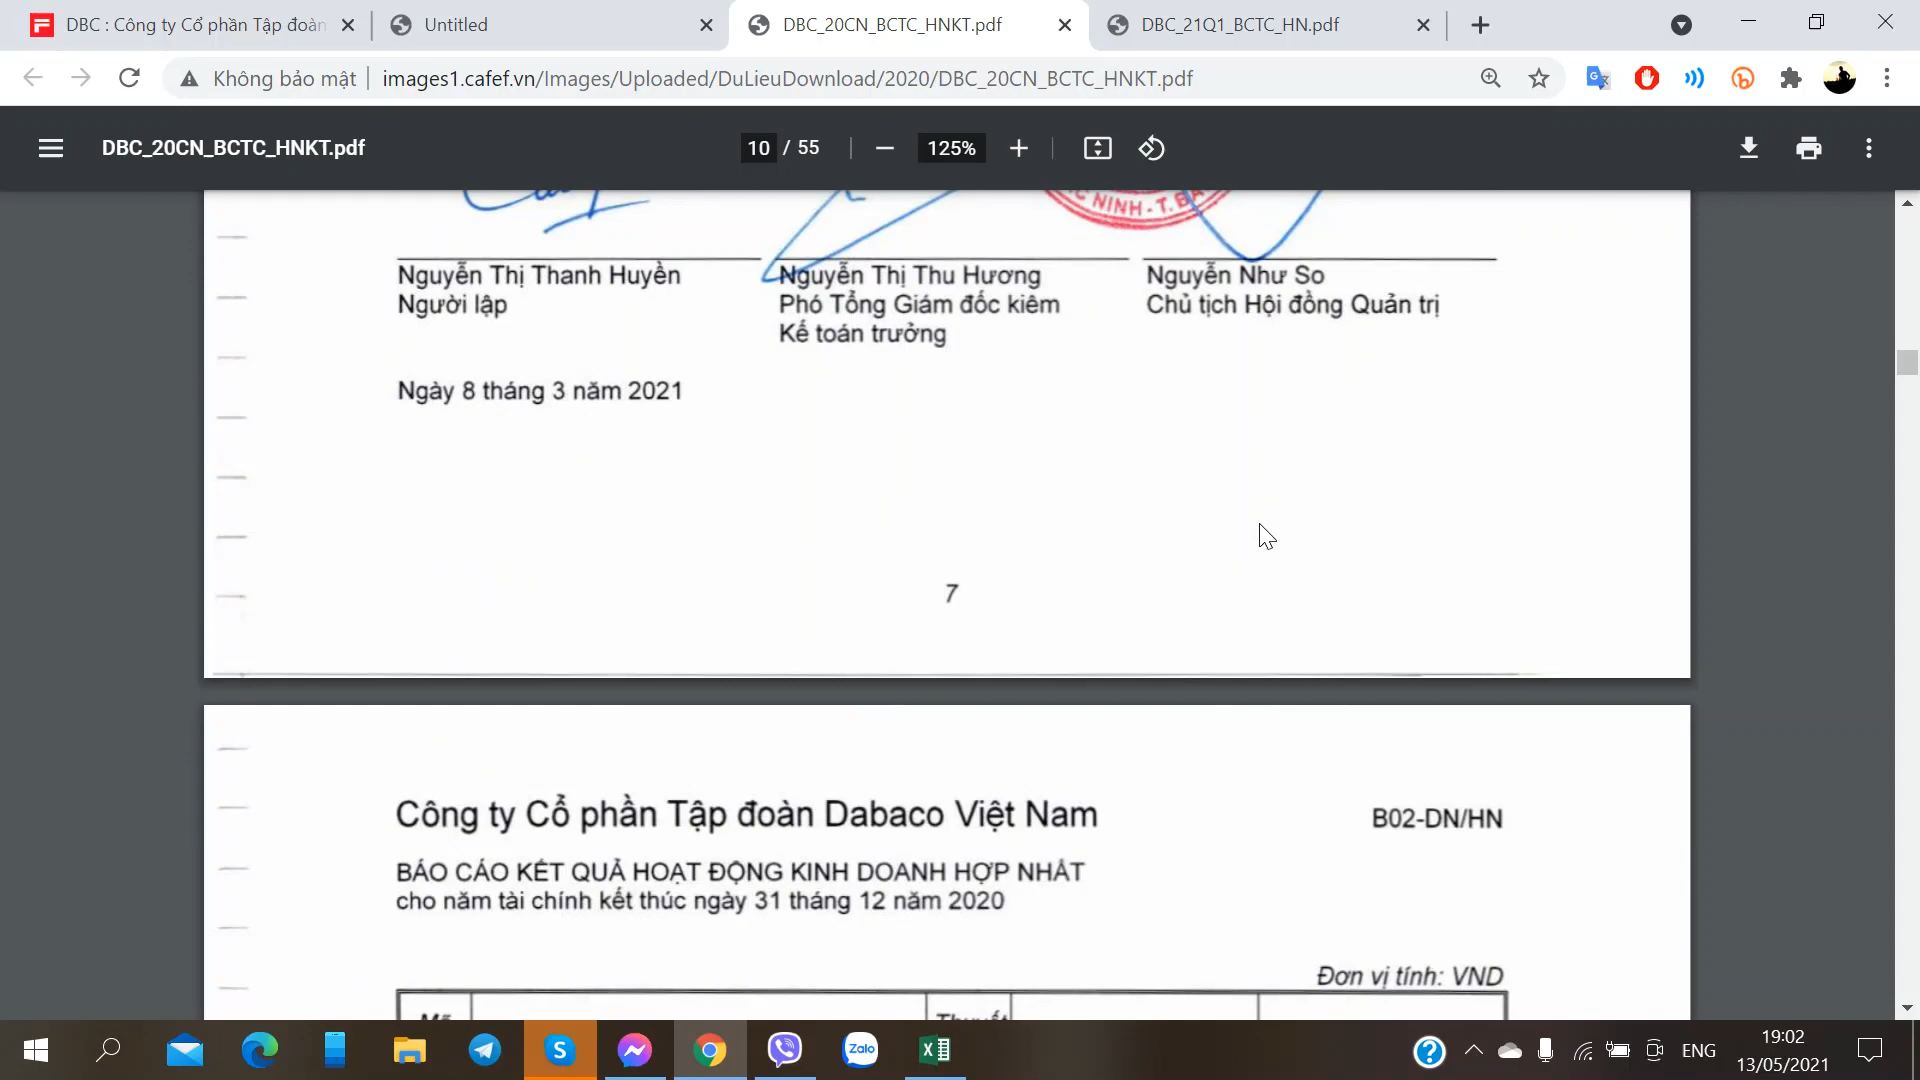 DBC : Công ty Cổ phần Tập đoàn
Untitled
DBC_20CN_BCTC_HNKT.pdf
DBC_21Q1_BCTC_HN.pdf
Không bảo mật
images1.cafef.vn/Images/Uploaded/DuLieuDownload/2020/DBC_20CN_BCTC_HNKT.pdf
DBC_20CN_BCTC_HNKT.pdf
10 / 55
125%
NINH - T.
Nguyễn Thị Thanh Huyền
Người lập
Nguyễn Thị Thu Hương
Phó Tổng Giám đốc kiêm
Kế toán trưởng
Nguyễn Như So
Chủ tịch Hội đồng Quản trị
Ngày 8 tháng 3 năm 2021
7
Công ty Cổ phần Tập đoàn Dabaco Việt Nam
B02-DN/HN
BÁO CÁO KẾT QUẢ HOẠT ĐỘNG KINH DOANH HỢP NHẤT
cho năm tài chính kết thúc ngày 31 tháng 12 năm 2020
Đơn vị tính: VND
Mã
Thuyết
Zalo
ENG
19:02
13/05/2021